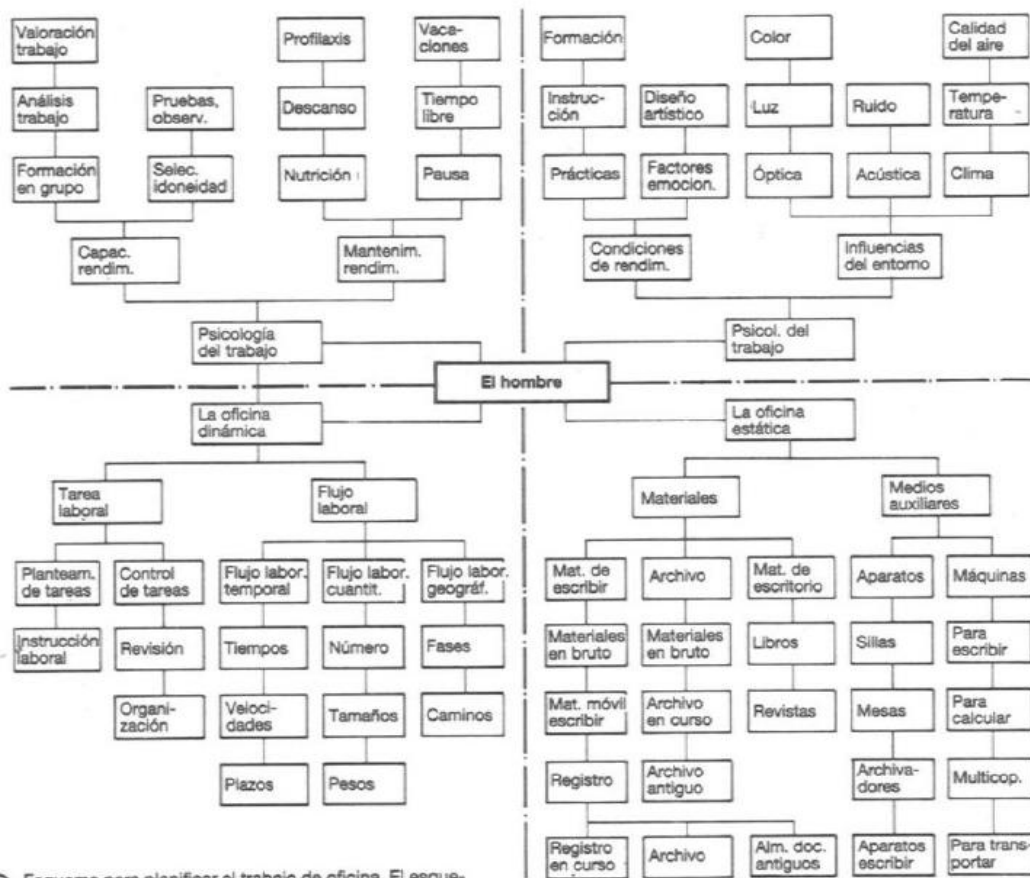 Valoración
trabajo
Análisis
trabajo
Formación
en grupo
Pruebas,
observ.
Selec.
idoneidad
Capac.
rendim.
Profilaxis
Descanso
Nutrición
Vaca-
ciones
Tiempo
libre
Pausa
Mantenim.
rendim.
Psicología
del trabajo
Formación
Instruc-
ción
Prácticas
Diseño
artístico
Factores
emocion.
Condiciones
de rendim.
Color
Luz
Óptica
Ruido
Acústica
Calidad
del aire
Tempe-
ratura
Clima
Influencias
del entorno
Psicol. del
trabajo
El hombre
La oficina
dinámica
Tarea
laboral
Planteam.
de tareas
Instrucción
laboral
Control
de tareas
Revisión
Organi-
zación
Flujo
laboral
Flujo labor.
temporal
Tiempos
Veloci-
dades
Plazos
Flujo labor.
cuantit.
Número
Tamaños
Pesos
Flujo labor.
geográf.
Fases
Caminos
La oficina
estática
Materiales
Mat. de
escribir
Materiales
en bruto
Mat. móvil
escribir
Registro
Archivo
Materiales
en bruto
Archivo
en curso
Archivo
antiguo
Mat. de
escritorio
Libros
Revistas
Registro
en curso
Archivo
Alm. doc.
antiguos
Medios
auxiliares
Aparatos
Sillas
Mesas
Archiva-
dores
Aparatos
escribir
Máquinas
Para
escribir
Para
calcular
Multicop.
Para trans-
portar
Esquema para planificar el trabajo de oficina. El esque-